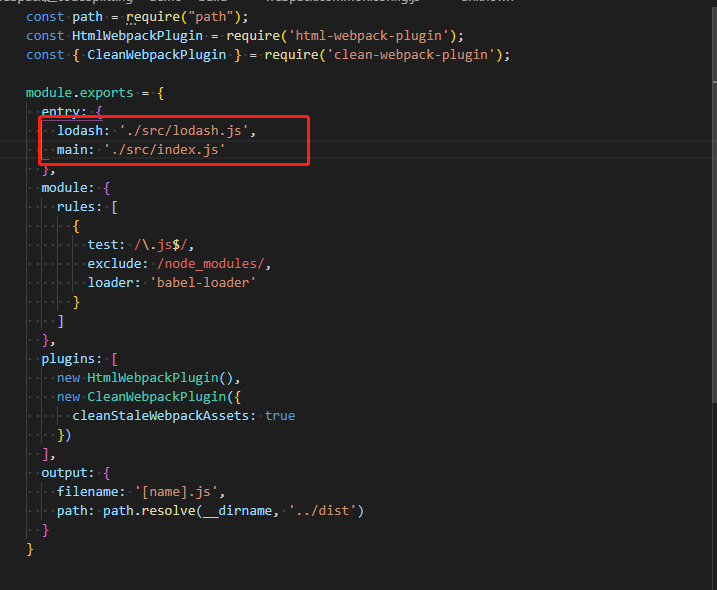 const path = require("path");
const HtmlWebpackPlugin = require('html-webpack-plugin');
const { CleanWebpackPlugin } = require('clean-webpack-plugin');
module.exports = {
  entry: {
    lodash: './src/lodash.js',
    main: './src/index.js'
  },
  module: {
    rules: [
      {
        test: /\.js$/,
        exclude: /node_modules/,
        loader: 'babel-loader'
      }
    ]
  },
  plugins: [
    new HtmlWebpackPlugin(),
    new CleanWebpackPlugin({
      cleanStaleWebpackAssets: true
    })
  ],
  output: {
    filename: '[name].js',
    path: path.resolve(__dirname, '../dist')
  }
}